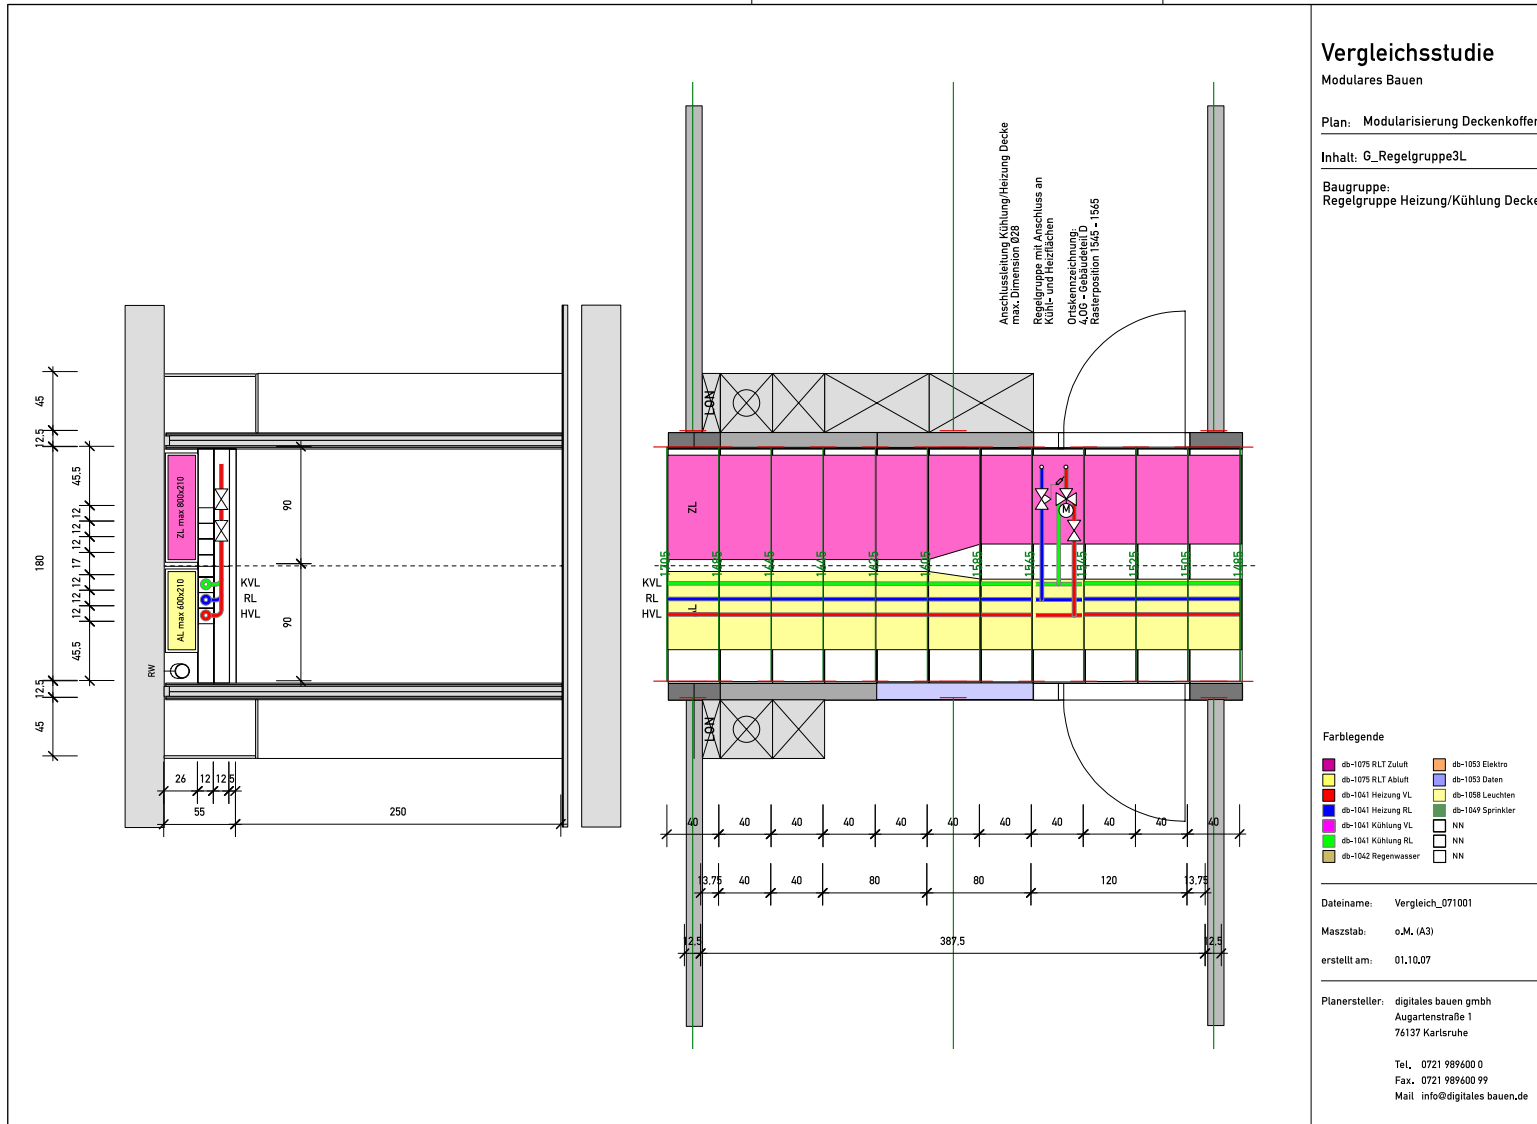 Vergleichsstudie
Modulares Bauen
Plan: Modularisierung Deckenkoffer
Inhalt: G_Regelgruppe3L
Baugruppe:
Regelgruppe Heizung/Kühlung Decke
Anschlussleitung Kühlung/Heizung Decke
max. Dimension Ø28
Regelgruppe mit Anschluss an
Kühl- und Heizflächen
Ortskennzeichnung:
4.OG - Gebäudeteil D
Rasterposition 1545 - 1565
45
12.5
45.5
12
12
12
17
12
12
12
45.5
180
12.5
45
ZL max 800x210
AL max 600x210
RW
KVL
RL
HVL
90
90
26
12
12
5
55
250
LON
ZL
M
1705
1685
1665
1645
1625
1605
1585
1565
1545
1525
1505
1485
KVL
RL
HVL
AL
LON
40
40
40
40
40
40
40
40
40
40
40
13.75
40
40
80
80
120
13.75
12.5
387.5
12.5
Farblegende
db-1075 RLT Zuluft
db-1075 RLT Abluft
db-1041 Heizung VL
db-1041 Heizung RL
db-1041 Kühlung VL
db-1041 Kühlung RL
db-1042 Regenwasser
db-1053 Elektro
db-1053 Daten
db-1058 Leuchten
db-1049 Sprinkler
NN
NN
NN
Dateiname: Vergleich_071001
Maszstab: o.M. (A3)
erstellt am: 01.10.07
Planersteller: digitales bauen gmbh
Augartenstraße 1
76137 Karlsruhe
Tel. 0721 989600 0
Fax. 0721 989600 99
Mail info@digitales bauen.de